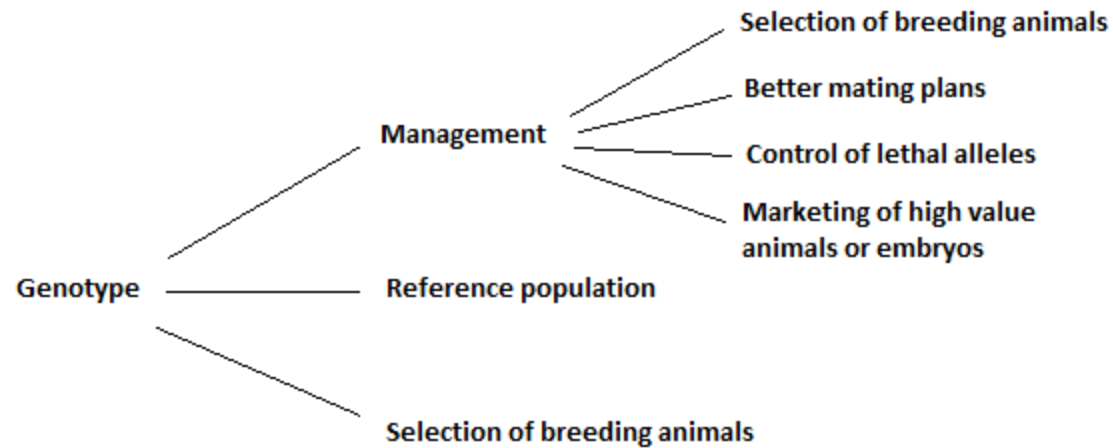 Selection of breeding animals
Better mating plans
Management
Control of lethal alleles
Marketing of high value
animals or embryos
Genotype
Reference population
Selection of breeding animals